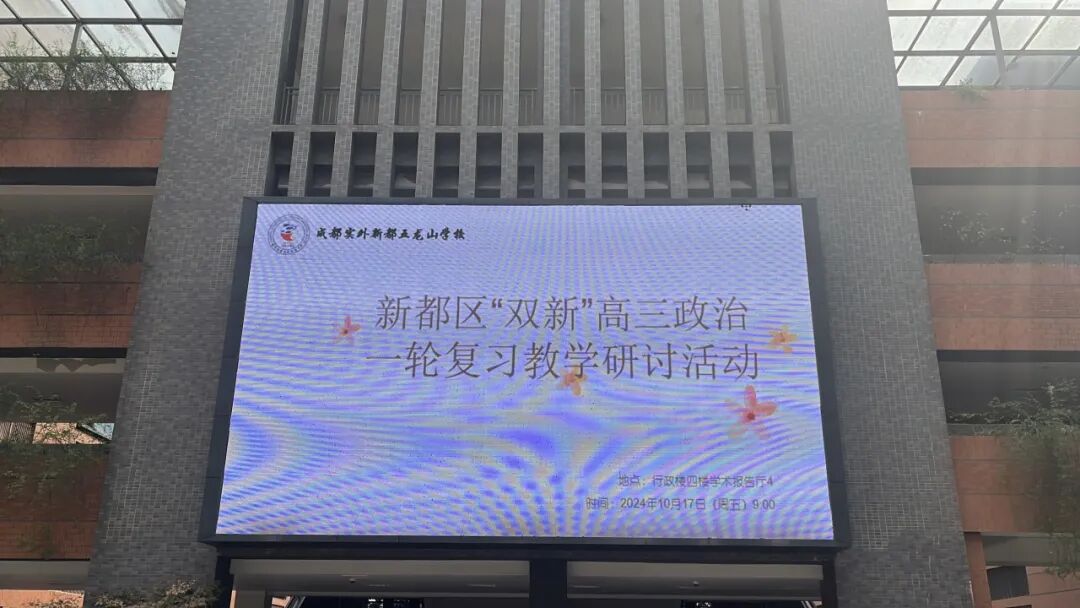 成都实外新都五龙山学校
新都区“双新”高三政治
一轮复习教学研讨活动
地点：行政楼四楼学术报告厅4
时间：2024年10月17日（周五）9:00